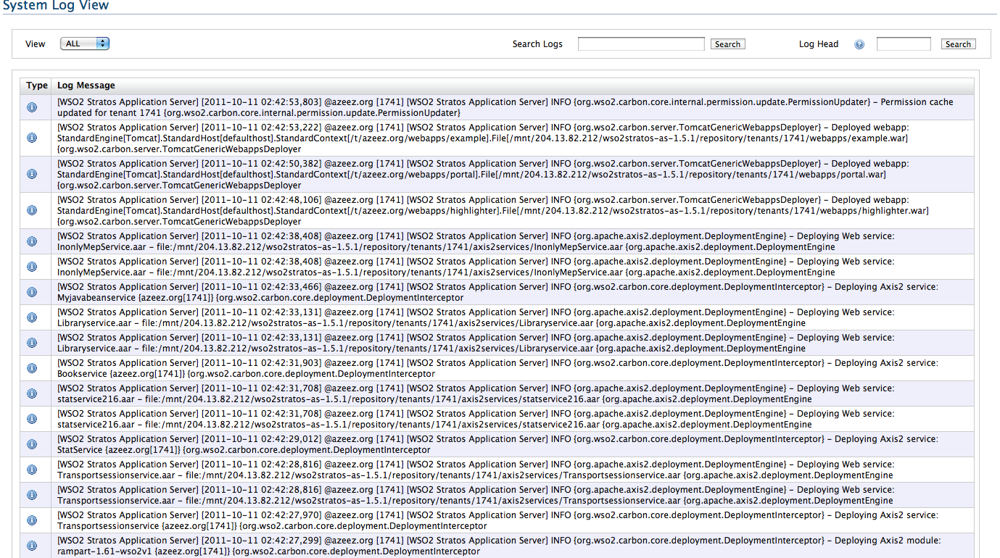 System Log View
View ALL Search Logs Search Log Head Search
Type Log Message
[WSO2 Stratos Application Server] [2011-10-11 02:42:53,803] @azeez.org [1741] [WSO2 Stratos Application Server] INFO {org.wso2.carbon.core.internal.permission.update.PermissionUpdater} - Permission cache
updated for tenant 1741 {org.wso2.carbon.core.internal.permission.update.PermissionUpdater}
[WSO2 Stratos Application Server] [2011-10-11 02:42:53,222] @azeez.org [1741] [WSO2 Stratos Application Server] INFO {org.wso2.carbon.server.TomcatGenericWebappsDeployer} - Deployed webapp:
StandardEngine[Tomcat].StandardHost[defaulthost].StandardContext[/t/azeez.org/webapps/example].File[/mnt/204.13.82.212/wso2stratos-as-1.5.1/repository/tenants/1741/webapps/example.war]
{org.wso2.carbon.server.TomcatGenericWebappsDeployer
[WSO2 Stratos Application Server] [2011-10-11 02:42:50,382] @azeez.org [1741] [WSO2 Stratos Application Server] INFO {org.wso2.carbon.server.TomcatGenericWebappsDeployer} - Deployed webapp:
StandardEngine[Tomcat].StandardHost[defaulthost].StandardContext[/t/azeez.org/webapps/portal].File[/mnt/204.13.82.212/wso2stratos-as-1.5.1/repository/tenants/1741/webapps/portal.war]
{org.wso2.carbon.server.TomcatGenericWebappsDeployer
[WSO2 Stratos Application Server] [2011-10-11 02:42:48,106] @azeez.org [1741] [WSO2 Stratos Application Server] INFO {org.wso2.carbon.server.TomcatGenericWebappsDeployer} - Deployed webapp:
StandardEngine[Tomcat].StandardHost[defaulthost].StandardContext[/t/azeez.org/webapps/highlighter].File[/mnt/204.13.82.212/wso2stratos-as-1.5.1/repository/tenants/1741/webapps/highlighter.war]
{org.wso2.carbon.server.TomcatGenericWebappsDeployer
[WSO2 Stratos Application Server] [2011-10-11 02:42:38,408] @azeez.org [1741] [WSO2 Stratos Application Server] INFO {org.apache.axis2.deployment.DeploymentEngine} - Deploying Web service:
InonlyMepService.aar - file:/mnt/204.13.82.212/wso2stratos-as-1.5.1/repository/tenants/1741/axis2services/InonlyMepService.aar {org.apache.axis2.deployment.DeploymentEngine
[WSO2 Stratos Application Server] [2011-10-11 02:42:38,408] @azeez.org [1741] [WSO2 Stratos Application Server] INFO {org.apache.axis2.deployment.DeploymentEngine} - Deploying Web service:
InonlyMepService.aar - file:/mnt/204.13.82.212/wso2stratos-as-1.5.1/repository/tenants/1741/axis2services/InonlyMepService.aar {org.apache.axis2.deployment.DeploymentEngine
[WSO2 Stratos Application Server] [2011-10-11 02:42:33,466] @azeez.org [1741] [WSO2 Stratos Application Server] INFO {org.wso2.carbon.core.deployment.DeploymentInterceptor} - Deploying Axis2 service:
Myjavabeanservice {azeez.org[1741]} {org.wso2.carbon.core.deployment.DeploymentInterceptor
[WSO2 Stratos Application Server] [2011-10-11 02:42:33,131] @azeez.org [1741] [WSO2 Stratos Application Server] INFO {org.apache.axis2.deployment.DeploymentEngine} - Deploying Web service:
Libraryservice.aar - file:/mnt/204.13.82.212/wso2stratos-as-1.5.1/repository/tenants/1741/axis2services/Libraryservice.aar {org.apache.axis2.deployment.DeploymentEngine
[WSO2 Stratos Application Server] [2011-10-11 02:42:33,131] @azeez.org [1741] [WSO2 Stratos Application Server] INFO {org.apache.axis2.deployment.DeploymentEngine} - Deploying Web service:
Libraryservice.aar - file:/mnt/204.13.82.212/wso2stratos-as-1.5.1/repository/tenants/1741/axis2services/Libraryservice.aar {org.apache.axis2.deployment.DeploymentEngine
[WSO2 Stratos Application Server] [2011-10-11 02:42:31,903] @azeez.org [1741] [WSO2 Stratos Application Server] INFO {org.wso2.carbon.core.deployment.DeploymentInterceptor} - Deploying Axis2 service:
Bookservice {azeez.org[1741]} {org.wso2.carbon.core.deployment.DeploymentInterceptor
[WSO2 Stratos Application Server] [2011-10-11 02:42:31,708] @azeez.org [1741] [WSO2 Stratos Application Server] INFO {org.apache.axis2.deployment.DeploymentEngine} - Deploying Web service:
statservice216.aar - file:/mnt/204.13.82.212/wso2stratos-as-1.5.1/repository/tenants/1741/axis2services/statservice216.aar {org.apache.axis2.deployment.DeploymentEngine
[WSO2 Stratos Application Server] [2011-10-11 02:42:31,708] @azeez.org [1741] [WSO2 Stratos Application Server] INFO {org.apache.axis2.deployment.DeploymentEngine} - Deploying Web service:
statservice216.aar - file:/mnt/204.13.82.212/wso2stratos-as-1.5.1/repository/tenants/1741/axis2services/statservice216.aar {org.apache.axis2.deployment.DeploymentEngine
[WSO2 Stratos Application Server] [2011-10-11 02:42:29,012] @azeez.org [1741] [WSO2 Stratos Application Server] INFO {org.wso2.carbon.core.deployment.DeploymentInterceptor} - Deploying Axis2 service:
StatService {azeez.org[1741]} {org.wso2.carbon.core.deployment.DeploymentInterceptor
[WSO2 Stratos Application Server] [2011-10-11 02:42:28,816] @azeez.org [1741] [WSO2 Stratos Application Server] INFO {org.apache.axis2.deployment.DeploymentEngine} - Deploying Web service:
Transportsessionservice.aar - file:/mnt/204.13.82.212/wso2stratos-as-1.5.1/repository/tenants/1741/axis2services/Transportsessionservice.aar {org.apache.axis2.deployment.DeploymentEngine
[WSO2 Stratos Application Server] [2011-10-11 02:42:28,816] @azeez.org [1741] [WSO2 Stratos Application Server] INFO {org.apache.axis2.deployment.DeploymentEngine} - Deploying Web service:
Transportsessionservice.aar - file:/mnt/204.13.82.212/wso2stratos-as-1.5.1/repository/tenants/1741/axis2services/Transportsessionservice.aar {org.apache.axis2.deployment.DeploymentEngine
[WSO2 Stratos Application Server] [2011-10-11 02:42:27,970] @azeez.org [1741] [WSO2 Stratos Application Server] INFO {org.wso2.carbon.core.deployment.DeploymentInterceptor} - Deploying Axis2 service:
Transportsessionservice {azeez.org[1741]} {org.wso2.carbon.core.deployment.DeploymentInterceptor
[WSO2 Stratos Application Server] [2011-10-11 02:42:27,299] @azeez.org [1741] [WSO2 Stratos Application Server] INFO {org.wso2.carbon.core.deployment.DeploymentInterceptor} - Deploying Axis2 module:
rampart-1.61-wso2v1 {azeez.org[1741]} {org.wso2.carbon.core.deployment.DeploymentInterceptor